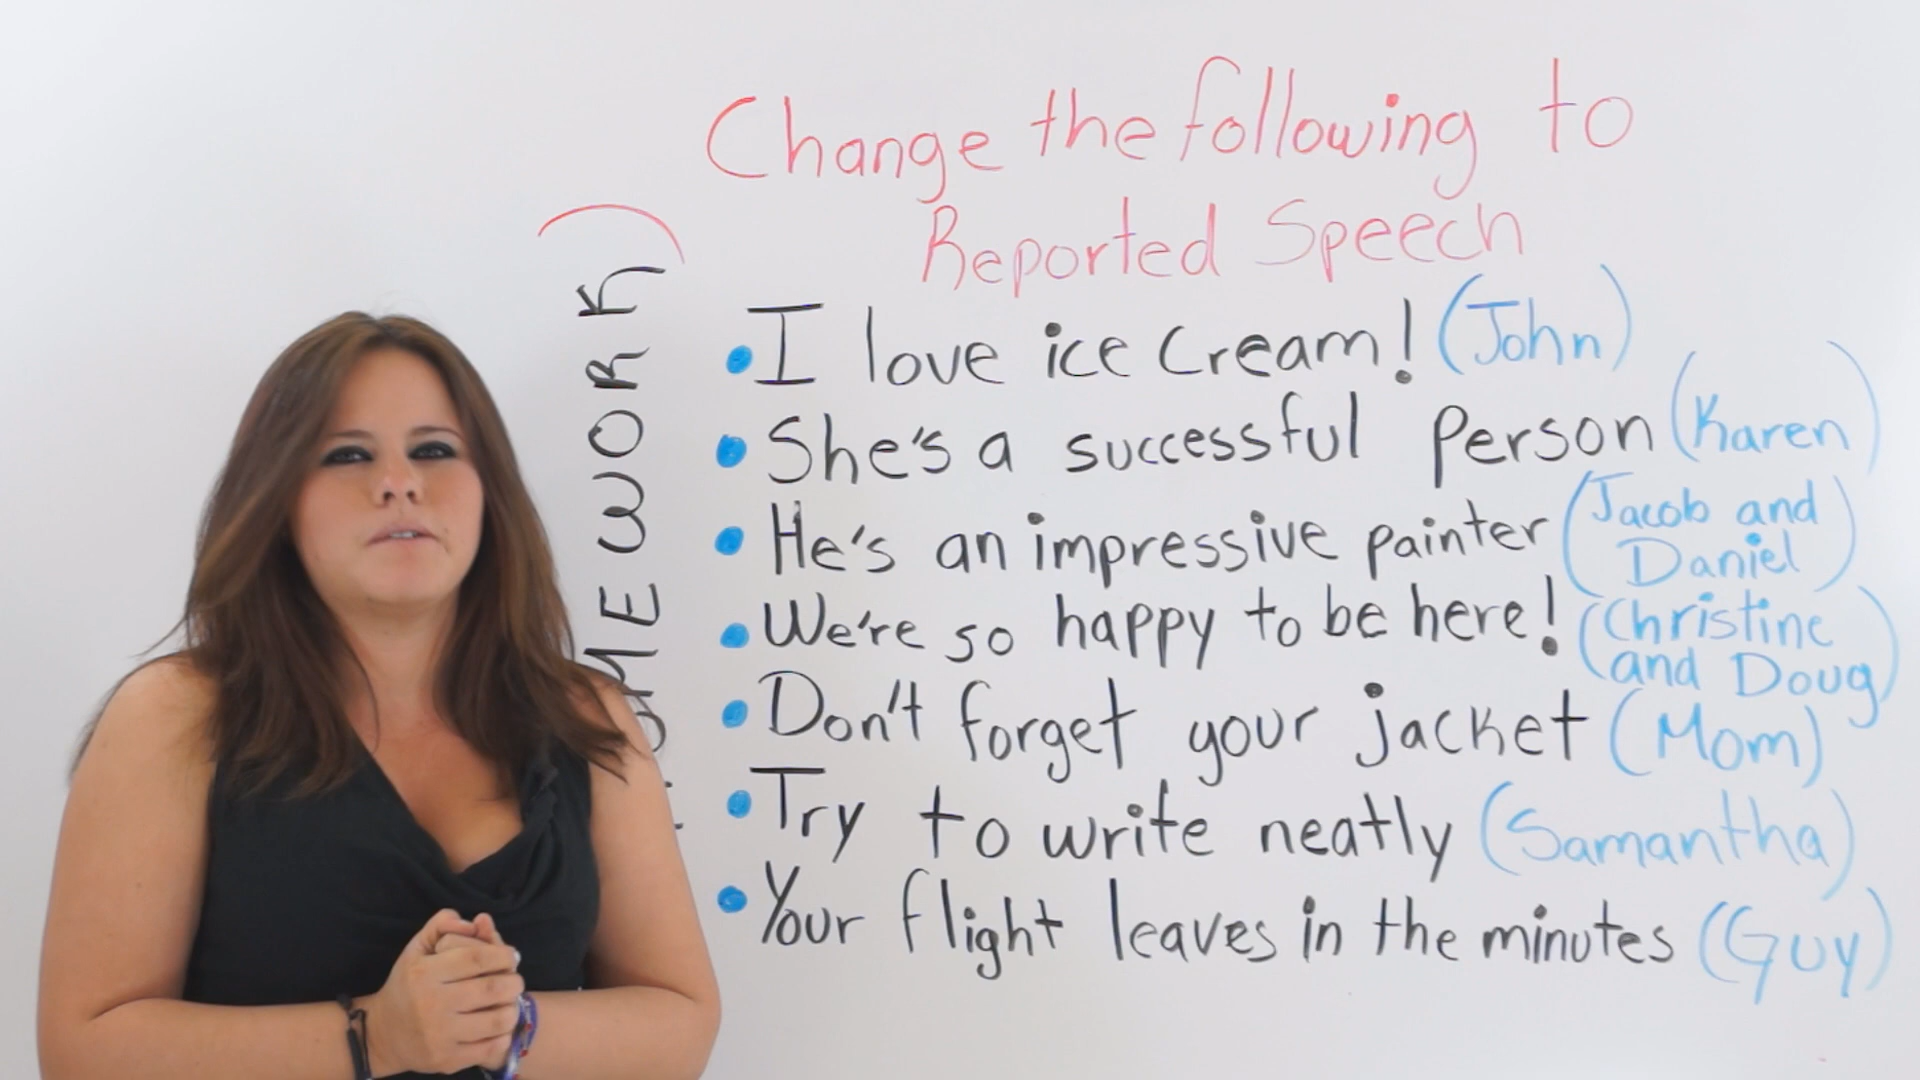 Change the following to
Reported Speech
HOMEWORK
• I love ice cream! (John)
• She's a successful person (Karen)
• He's an impressive painter (Jacob and
Daniel)
• We're so happy to be here! (Christine
and Doug)
• Don't forget your jacket (Mom)
• Try to write neatly (Samantha)
• Your flight leaves in the minutes (Guy)